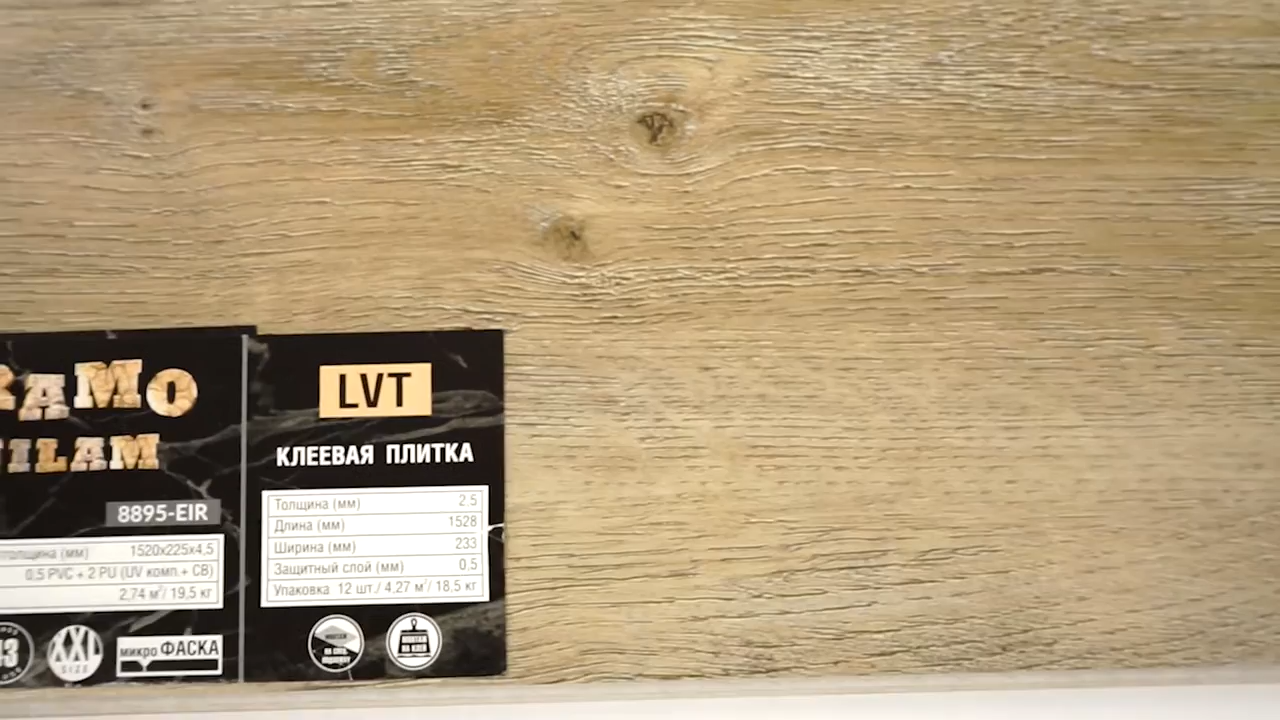 RAMO
ILAM
8895-EIR
толщина (мм) 1520x225x4,5
0,5 PVC + 2 PU (UV комп.+ СВ)
2,74 м²/ 19,5 кг
XXL
SIZE
микро ФАСКА
LVT
КЛЕЕВАЯ ПЛИТКА
Толщина (мм) 2.5
Длина (мм) 1528
Ширина (мм) 233
Защитный слой (мм) 0.5
Упаковка 12 шт./ 4,27 м²/ 18,5 кг